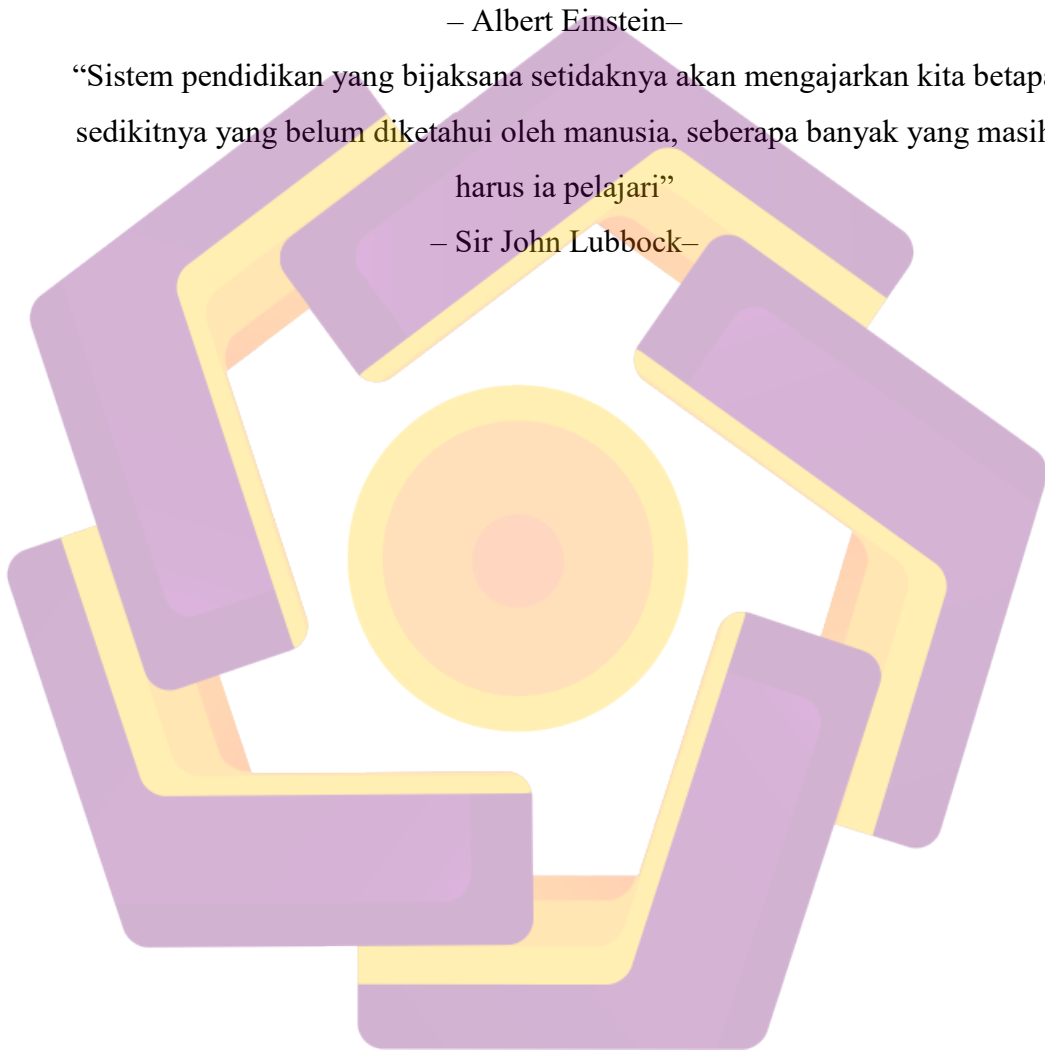 – Albert Einstein–
“Sistem pendidikan yang bijaksana setidaknya akan mengajarkan kita betapa
sedikitnya yang belum diketahui oleh manusia, seberapa banyak yang masih
harus ia pelajari”
– Sir John Lubbock–